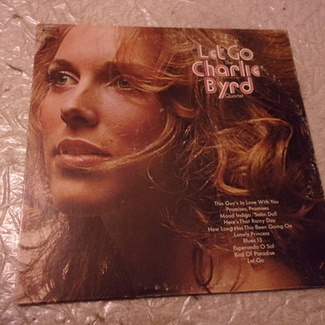 Let Go
The
Charlie
Byrd
Quartet
This Guy's In Love With You
Promises, Promises
Mood Indigo/Satin Doll
Here's That Rainy Day
How Long Has This Been Going On
Lonely Princess
Blues 13
Esperando O Sol
Bird Of Paradise
Let Go